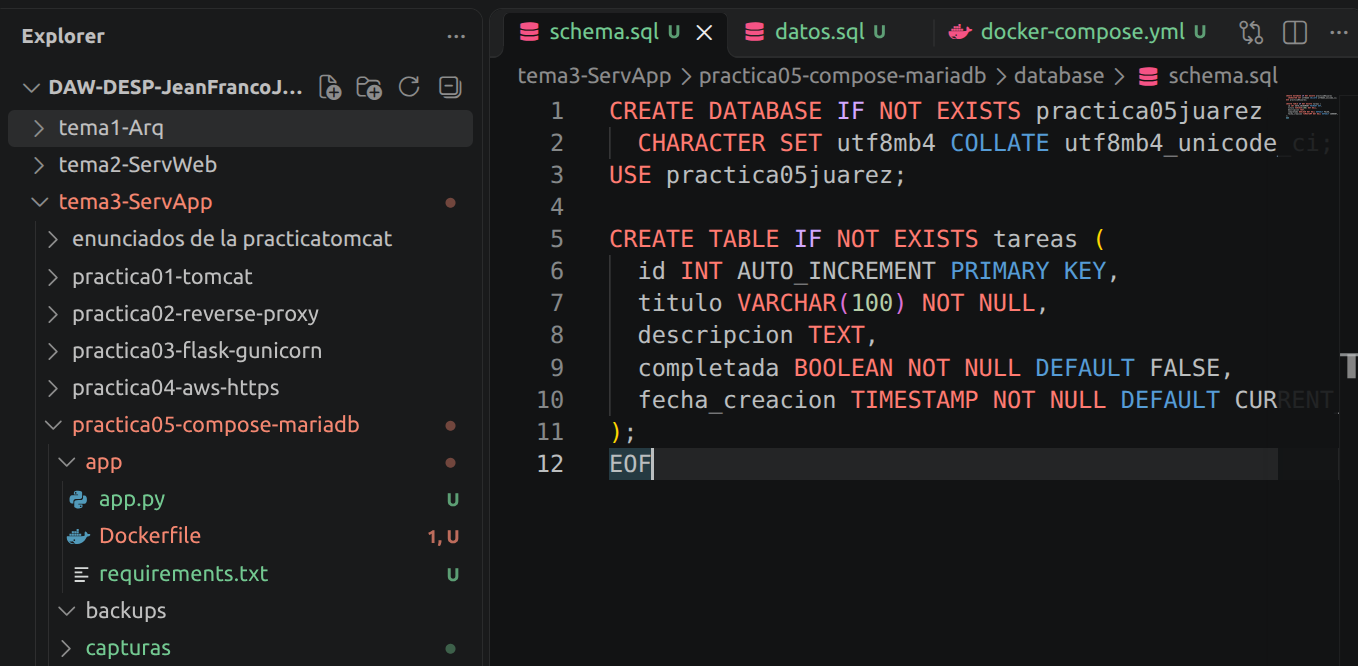 Explorer
DAW-DESP-JeanFrancoJ...
tema1-Arq
tema2-ServWeb
tema3-ServApp
enunciados de la practicatomcat
practica01-tomcat
practica02-reverse-proxy
practica03-flask-gunicorn
practica04-aws-https
practica05-compose-mariadb
app
app.py U
Dockerfile 1, U
requirements.txt U
backups
capturas
schema.sql U
datos.sql U
docker-compose.yml U
tema3-ServApp > practica05-compose-mariadb > database > schema.sql
1 CREATE DATABASE IF NOT EXISTS practica05juarez
2 CHARACTER SET utf8mb4 COLLATE utf8mb4_unicode_ci;
3 USE practica05juarez;
4
5 CREATE TABLE IF NOT EXISTS tareas (
6 id INT AUTO_INCREMENT PRIMARY KEY,
7 titulo VARCHAR(100) NOT NULL,
8 descripcion TEXT,
9 completada BOOLEAN NOT NULL DEFAULT FALSE,
10 fecha_creacion TIMESTAMP NOT NULL DEFAULT CURRENT_
11 );
12 EOF